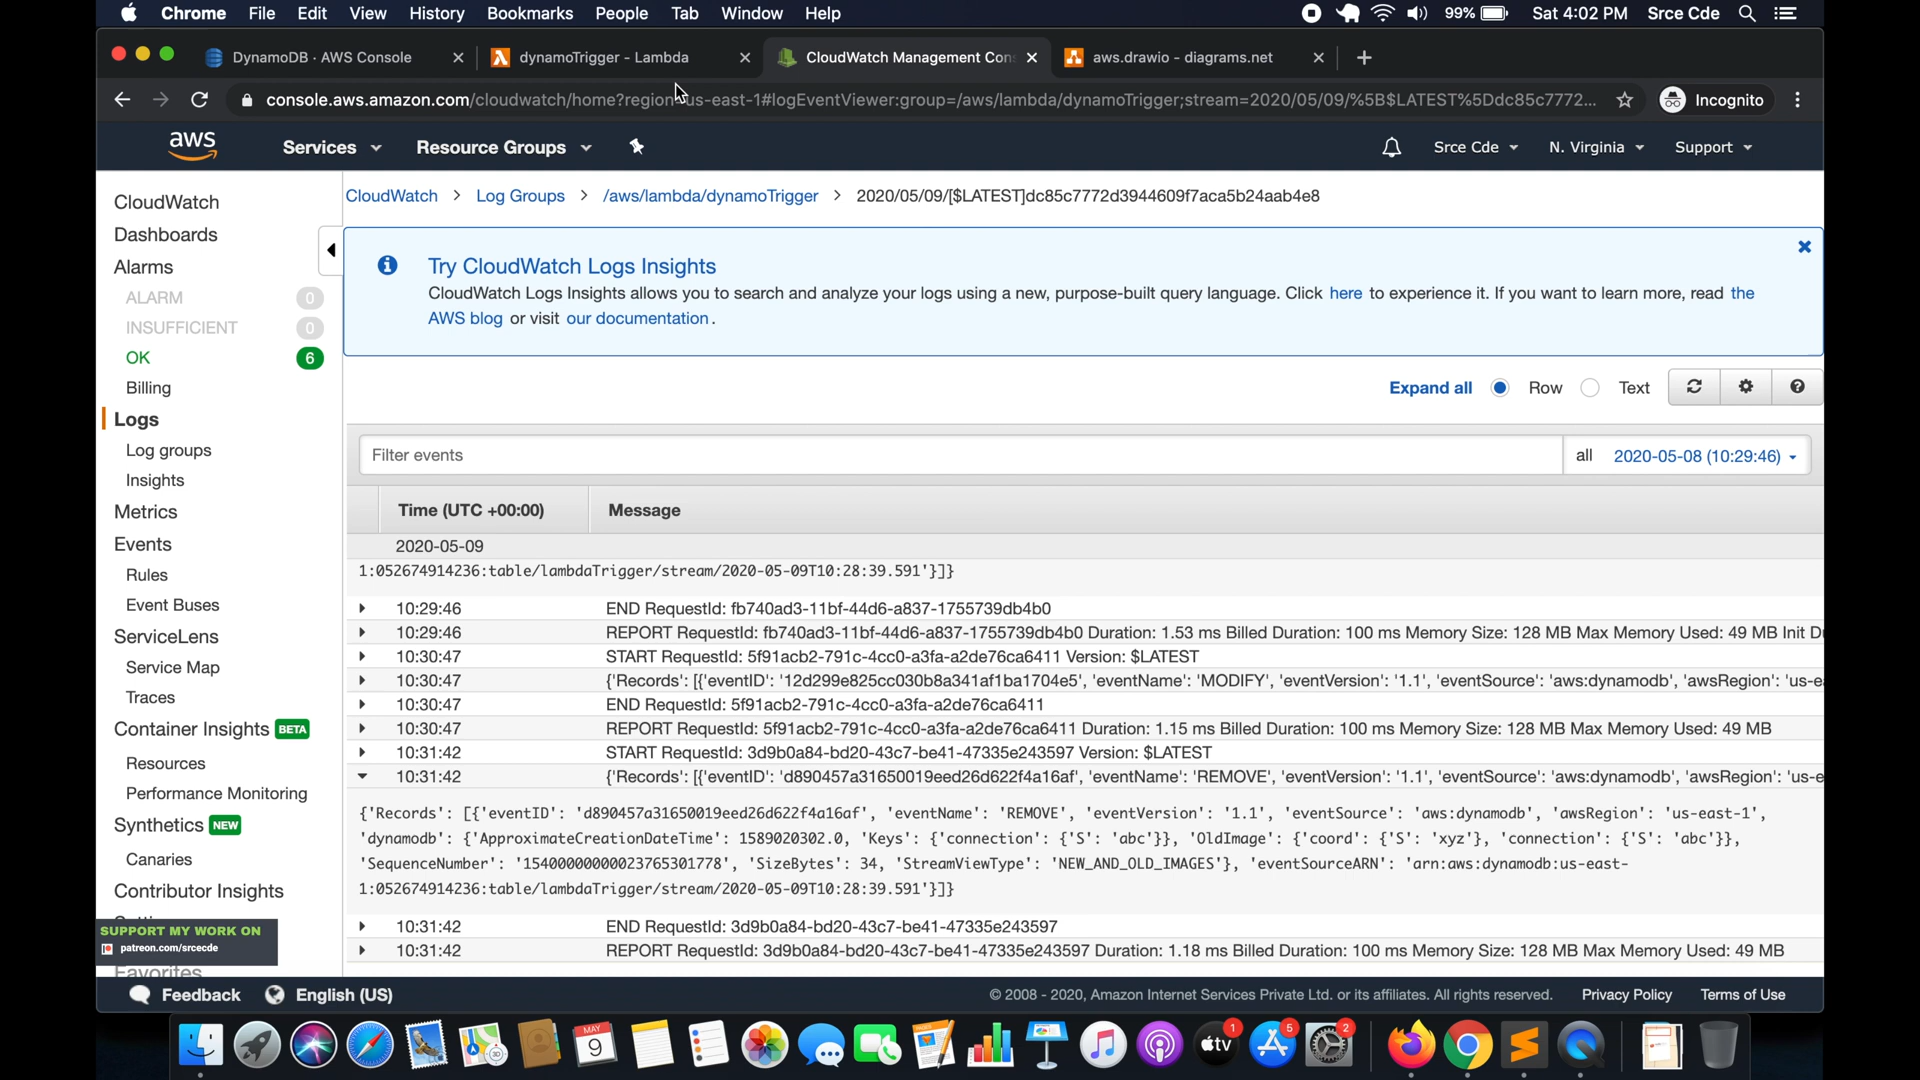 Chrome File Edit View History Bookmarks People Tab Window Help 99% Sat 4:02 PM Srce Cde
DynamoDB · AWS Console dynamoTrigger - Lambda CloudWatch Management Con aws.drawio - diagrams.net
console.aws.amazon.com/cloudwatch/home?region us-east-1#logEventViewer:group=/aws/lambda/dynamoTrigger;stream=2020/05/09/%5B$LATEST%5Ddc85c7772... Incognito
aws Services Resource Groups Srce Cde N. Virginia Support
CloudWatch
Dashboards
Alarms
ALARM 0
INSUFFICIENT 0
OK 6
Billing
Logs
Log groups
Insights
Metrics
Events
Rules
Event Buses
ServiceLens
Service Map
Traces
Container Insights BETA
Resources
Performance Monitoring
Synthetics NEW
Canaries
Contributor Insights
SUPPORT MY WORK ON
patreon.com/srcecde
Favorites
CloudWatch > Log Groups > /aws/lambda/dynamoTrigger > 2020/05/09/[$LATEST]dc85c7772d3944609f7aca5b24aab4e8
Try CloudWatch Logs Insights
CloudWatch Logs Insights allows you to search and analyze your logs using a new, purpose-built query language. Click here to experience it. If you want to learn more, read the
AWS blog or visit our documentation.
Expand all Row Text
Filter events all 2020-05-08 (10:29:46)
Time (UTC +00:00) Message
2020-05-09
1:052674914236:table/lambdaTrigger/stream/2020-05-09T10:28:39.591'}]}
10:29:46 END RequestId: fb740ad3-11bf-44d6-a837-1755739db4b0
10:29:46 REPORT RequestId: fb740ad3-11bf-44d6-a837-1755739db4b0 Duration: 1.53 ms Billed Duration: 100 ms Memory Size: 128 MB Max Memory Used: 49 MB Init Du
10:30:47 START RequestId: 5f91acb2-791c-4cc0-a3fa-a2de76ca6411 Version: $LATEST
10:30:47 {'Records': [{'eventID': '12d299e825cc030b8a341af1ba1704e5', 'eventName': 'MODIFY', 'eventVersion': '1.1', 'eventSource': 'aws:dynamodb', 'awsRegion': 'us-ea
10:30:47 END RequestId: 5f91acb2-791c-4cc0-a3fa-a2de76ca6411
10:30:47 REPORT RequestId: 5f91acb2-791c-4cc0-a3fa-a2de76ca6411 Duration: 1.15 ms Billed Duration: 100 ms Memory Size: 128 MB Max Memory Used: 49 MB
10:31:42 START RequestId: 3d9b0a84-bd20-43c7-be41-47335e243597 Version: $LATEST
10:31:42 {'Records': [{'eventID': 'd890457a31650019eed26d622f4a16af', 'eventName': 'REMOVE', 'eventVersion': '1.1', 'eventSource': 'aws:dynamodb', 'awsRegion': 'us-e
{'Records': [{'eventID': 'd890457a31650019eed26d622f4a16af', 'eventName': 'REMOVE', 'eventVersion': '1.1', 'eventSource': 'aws:dynamodb', 'awsRegion': 'us-east-1',
'dynamodb': {'ApproximateCreationDateTime': 1589020302.0, 'Keys': {'connection': {'S': 'abc'}}, 'OldImage': {'coord': {'S': 'xyz'}, 'connection': {'S': 'abc'}},
'SequenceNumber': '15400000000023765301778', 'SizeBytes': 34, 'StreamViewType': 'NEW_AND_OLD_IMAGES'}, 'eventSourceARN': 'arn:aws:dynamodb:us-east-
1:052674914236:table/lambdaTrigger/stream/2020-05-09T10:28:39.591'}]}
10:31:42 END RequestId: 3d9b0a84-bd20-43c7-be41-47335e243597
10:31:42 REPORT RequestId: 3d9b0a84-bd20-43c7-be41-47335e243597 Duration: 1.18 ms Billed Duration: 100 ms Memory Size: 128 MB Max Memory Used: 49 MB
Feedback English (US) © 2008 - 2020, Amazon Internet Services Private Ltd. or its affiliates. All rights reserved. Privacy Policy Terms of Use
MAY 9 tv 1 5 2